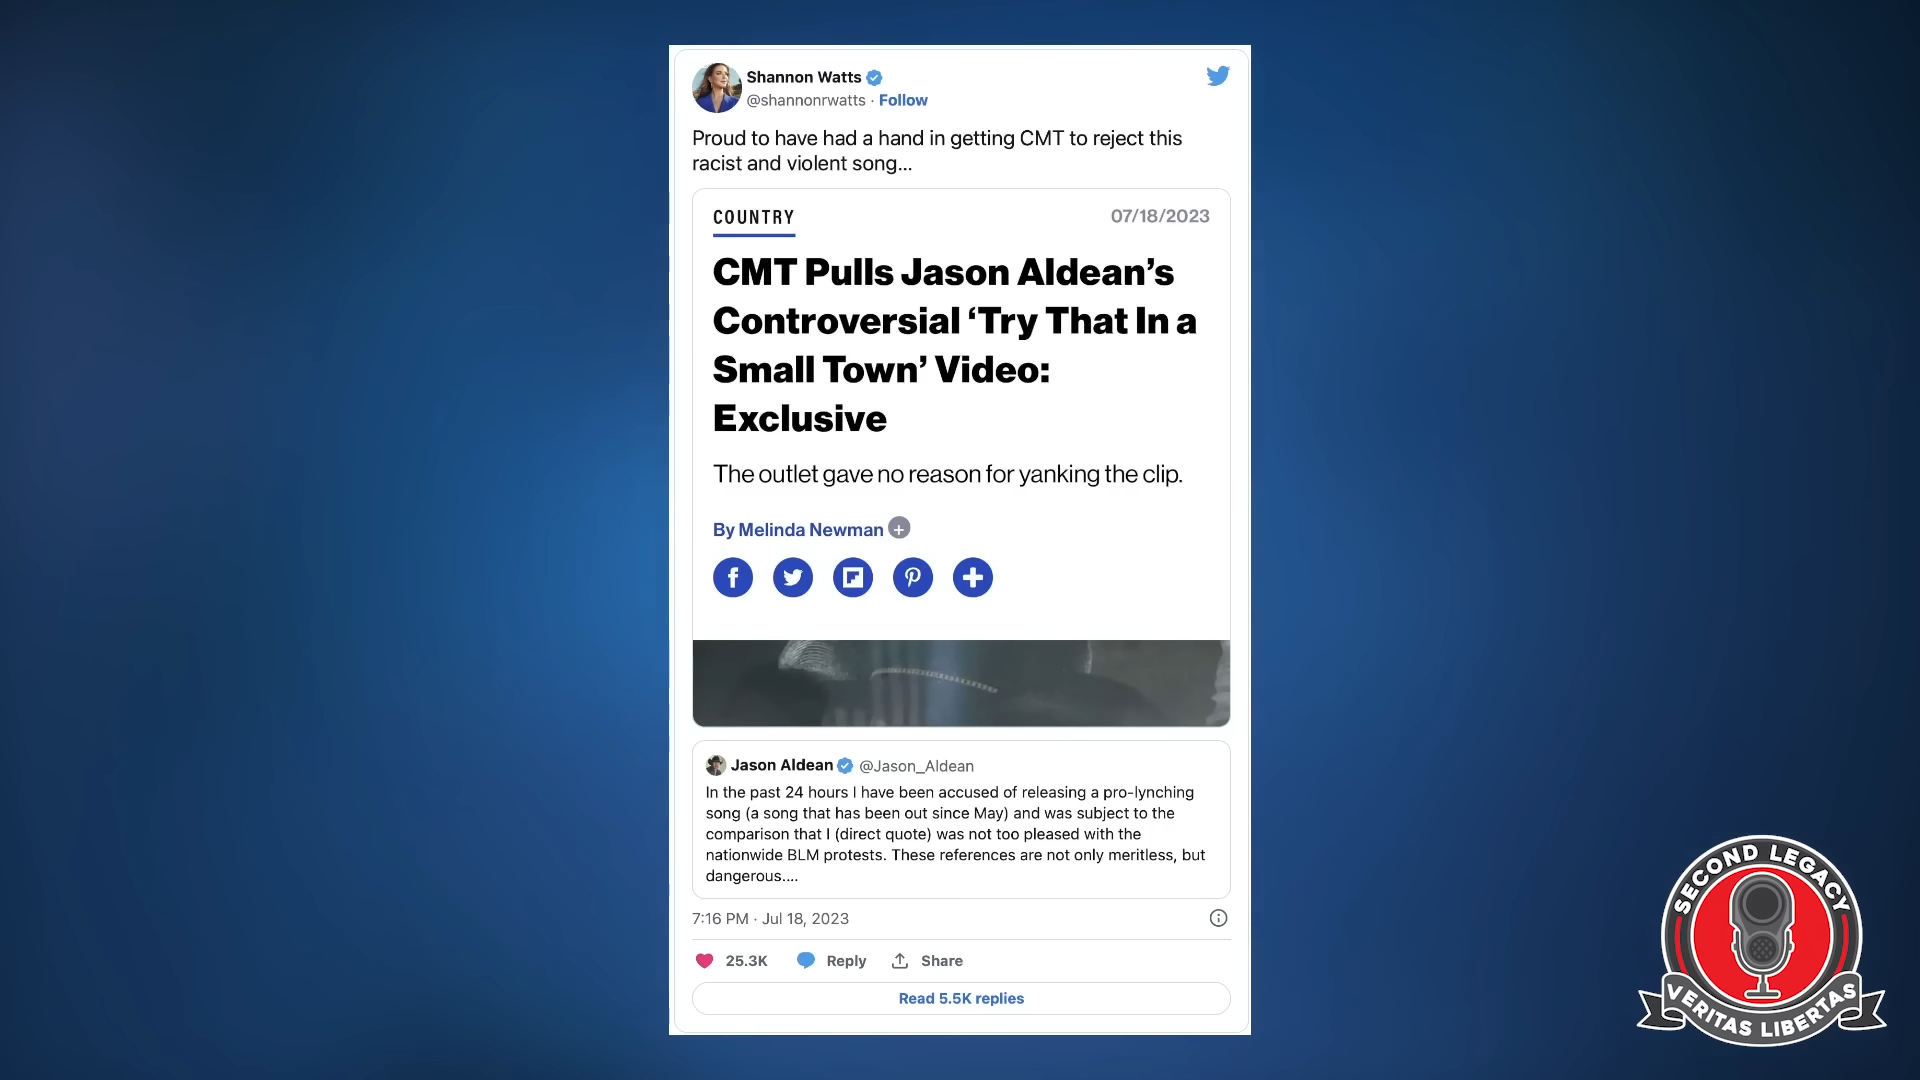 Shannon Watts
@shannonrwatts · Follow
Proud to have had a hand in getting CMT to reject this
racist and violent song...
COUNTRY
07/18/2023
CMT Pulls Jason Aldean’s
Controversial ‘Try That In a
Small Town’ Video:
Exclusive
The outlet gave no reason for yanking the clip.
By Melinda Newman
Jason Aldean @Jason_Aldean
In the past 24 hours I have been accused of releasing a pro-lynching
song (a song that has been out since May) and was subject to the
comparison that I (direct quote) was not too pleased with the
nationwide BLM protests. These references are not only meritless, but
dangerous....
7:16 PM · Jul 18, 2023
25.3K Reply Share
Read 5.5K replies
SECOND LEGACY
VERITAS LIBERTAS